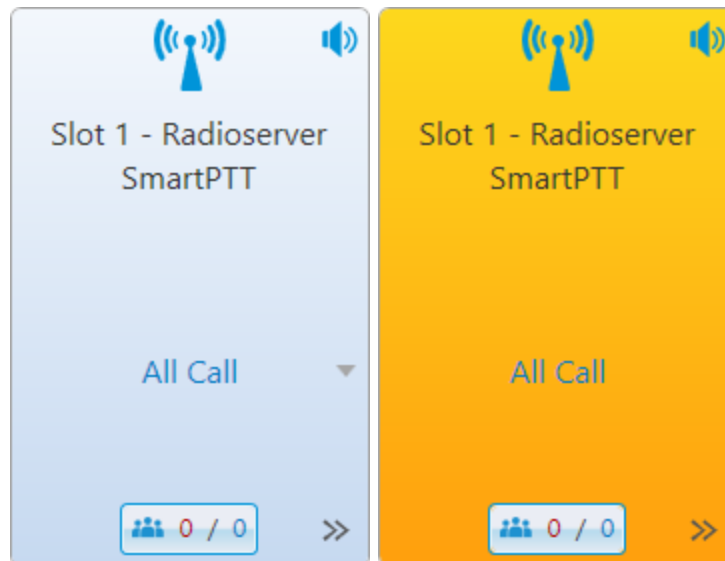 Slot 1 - Radioserver
SmartPTT
All Call
0 / 0
Slot 1 - Radioserver
SmartPTT
All Call
0 / 0